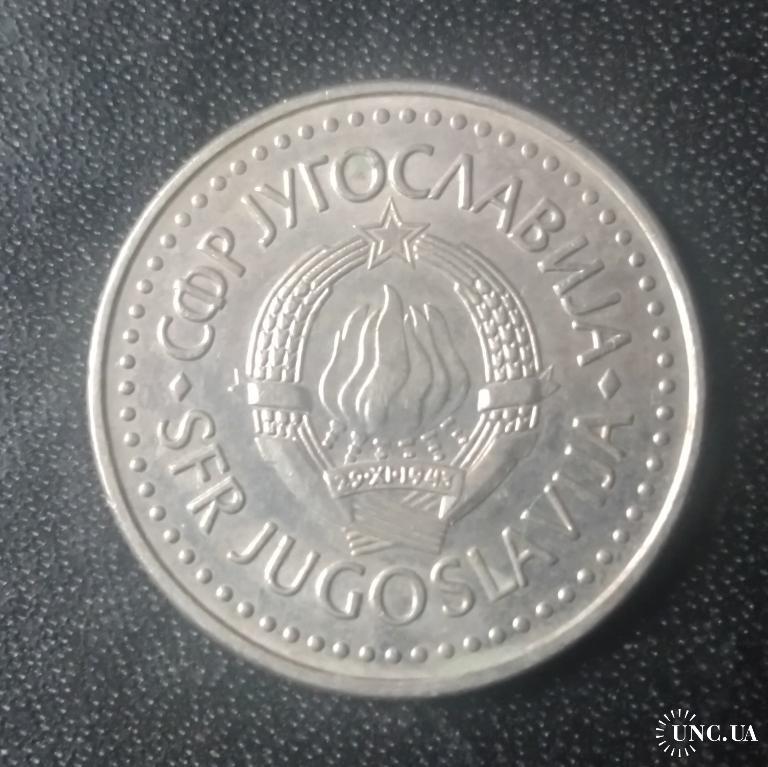 СФР ЈУГОСЛАВИЈА
SFR JUGOSLAVIJA
29·XI·1943
UNC.UA